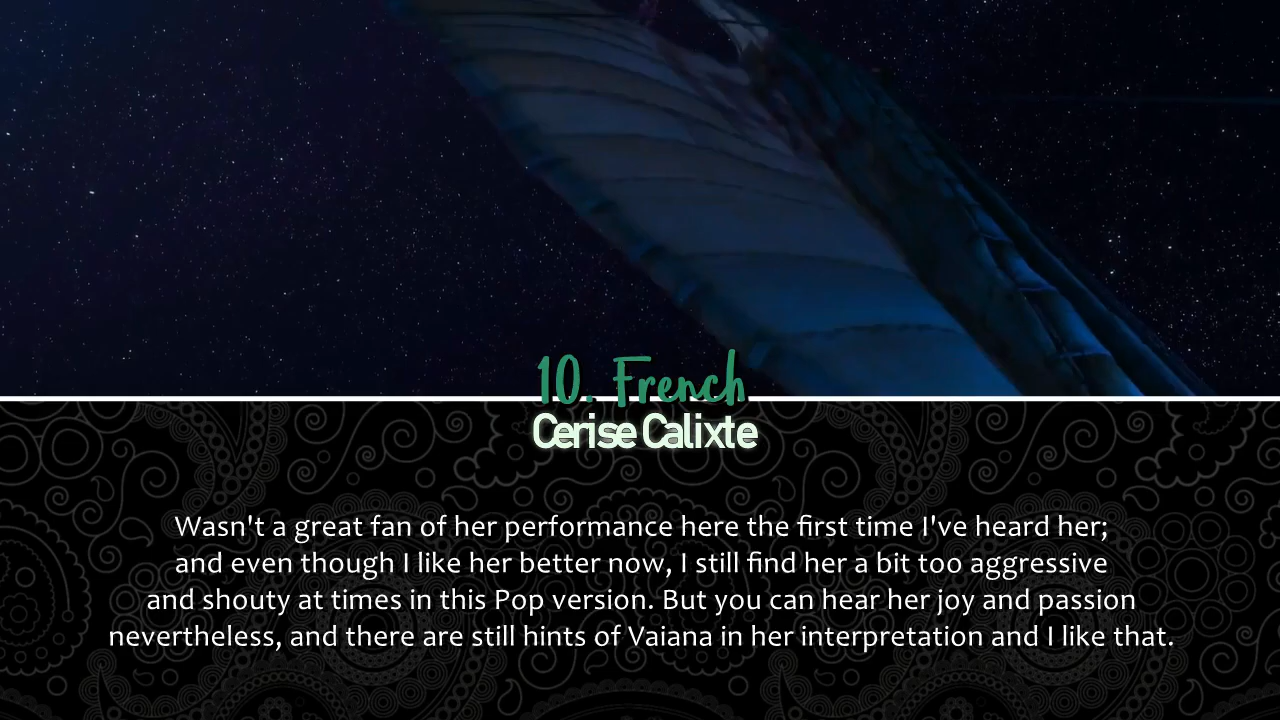 10. French
Cerise Calixte
Wasn't a great fan of her performance here the first time I've heard her;
and even though I like her better now, I still find her a bit too aggressive
and shouty at times in this Pop version. But you can hear her joy and passion
nevertheless, and there are still hints of Vaiana in her interpretation and I like that.